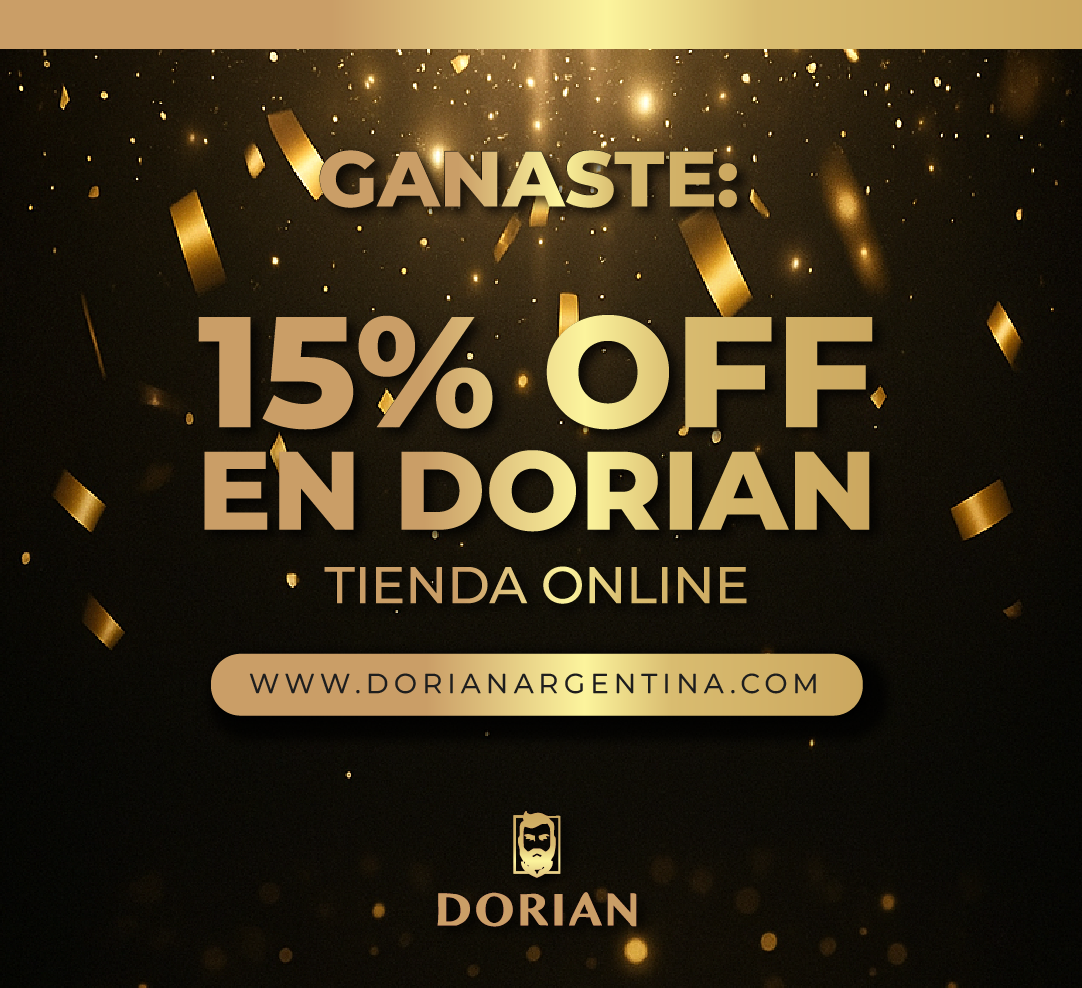 GANASTE:
15% OFF
EN DORIAN
TIENDA ONLINE
WWW.DORIANARGENTINA.COM
DORIAN